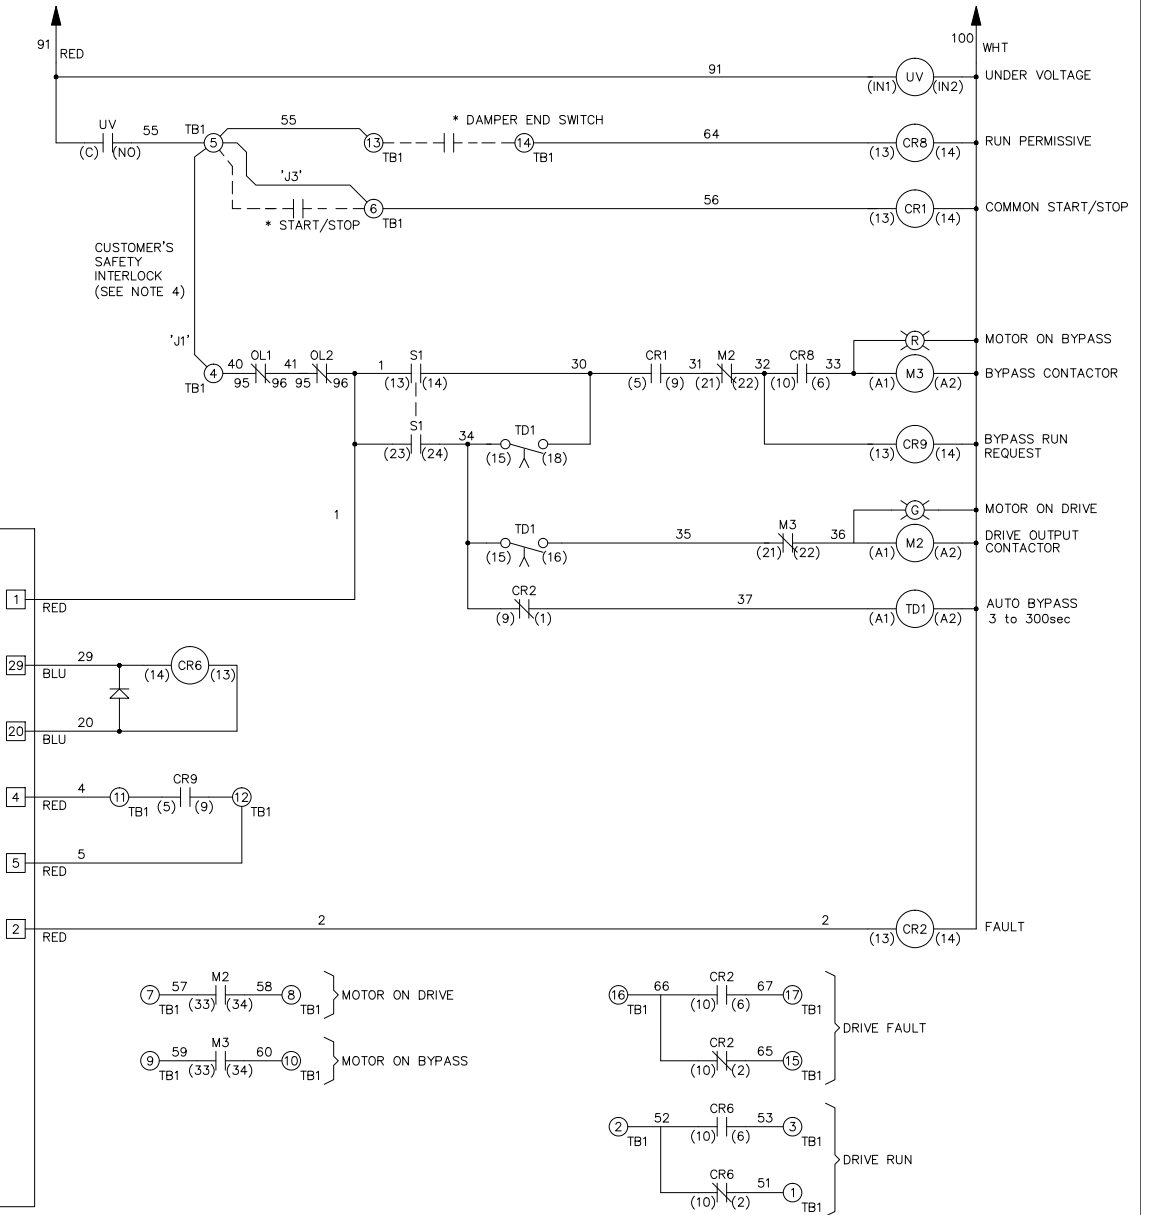 91
RED
100
WHT
91
(IN1)
UV
(IN2)
UNDER VOLTAGE
UV
(C)
(NO)
55
TB1
5
55
13
TB1
* DAMPER END SWITCH
14
TB1
64
(13)
CR8
(14)
RUN PERMISSIVE
'J3'
* START/STOP
6
TB1
56
(13)
CR1
(14)
COMMON START/STOP
CUSTOMER'S
SAFETY
INTERLOCK
(SEE NOTE 4)
'J1'
4
TB1
40
OL1
95
96
41
OL2
95
96
1
S1
(13)
(14)
30
CR1
(5)
(9)
31
M2
(21)
(22)
32
CR8
(10)
(6)
33
R
MOTOR ON BYPASS
(A1)
M3
(A2)
BYPASS CONTACTOR
S1
(23)
(24)
34
TD1
(15)
(18)
(13)
CR9
(14)
BYPASS RUN
REQUEST
1
TD1
(15)
(16)
35
M3
(21)
(22)
36
G
MOTOR ON DRIVE
(A1)
M2
(A2)
DRIVE OUTPUT
CONTACTOR
CR2
(9)
(1)
37
(A1)
TD1
(A2)
AUTO BYPASS
3 to 300sec
1
RED
29
BLU
29
(14)
CR6
(13)
20
BLU
20
4
RED
4
11
TB1
CR9
(5)
(9)
12
TB1
5
RED
5
2
RED
2
2
(13)
CR2
(14)
FAULT
7
TB1
57
M2
(33)
(34)
58
8
TB1
MOTOR ON DRIVE
9
TB1
59
M3
(33)
(34)
60
10
TB1
MOTOR ON BYPASS
16
TB1
66
CR2
(10)
(6)
67
17
TB1
CR2
(10)
(2)
65
15
TB1
DRIVE FAULT
2
TB1
52
CR6
(10)
(6)
53
3
TB1
CR6
(10)
(2)
51
1
TB1
DRIVE RUN